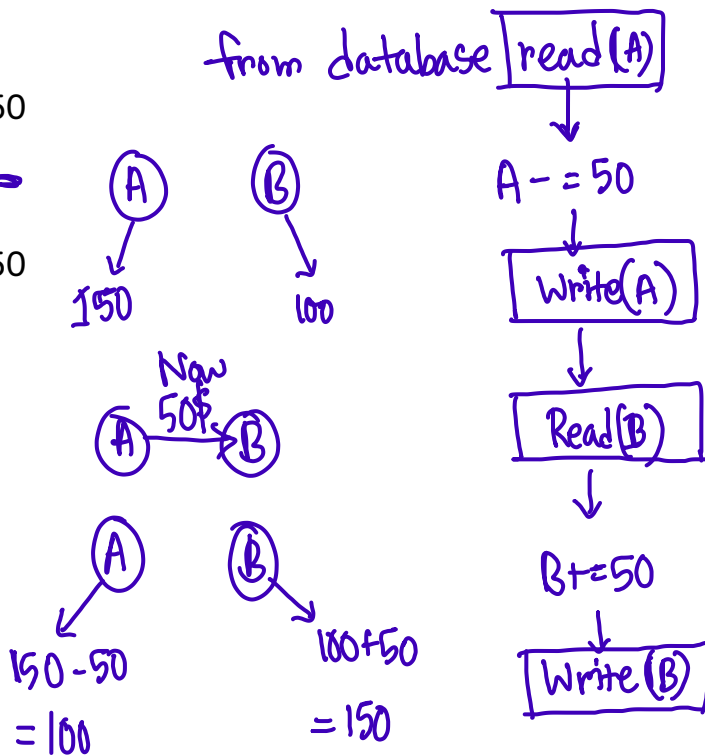 from database read(A)
50
A
B
A - = 50
50
150
100
Write(A)
Now
50$
A
B
Read(B)
A
B
B+=50
150-50
100+50
Write(B)
=100
=150